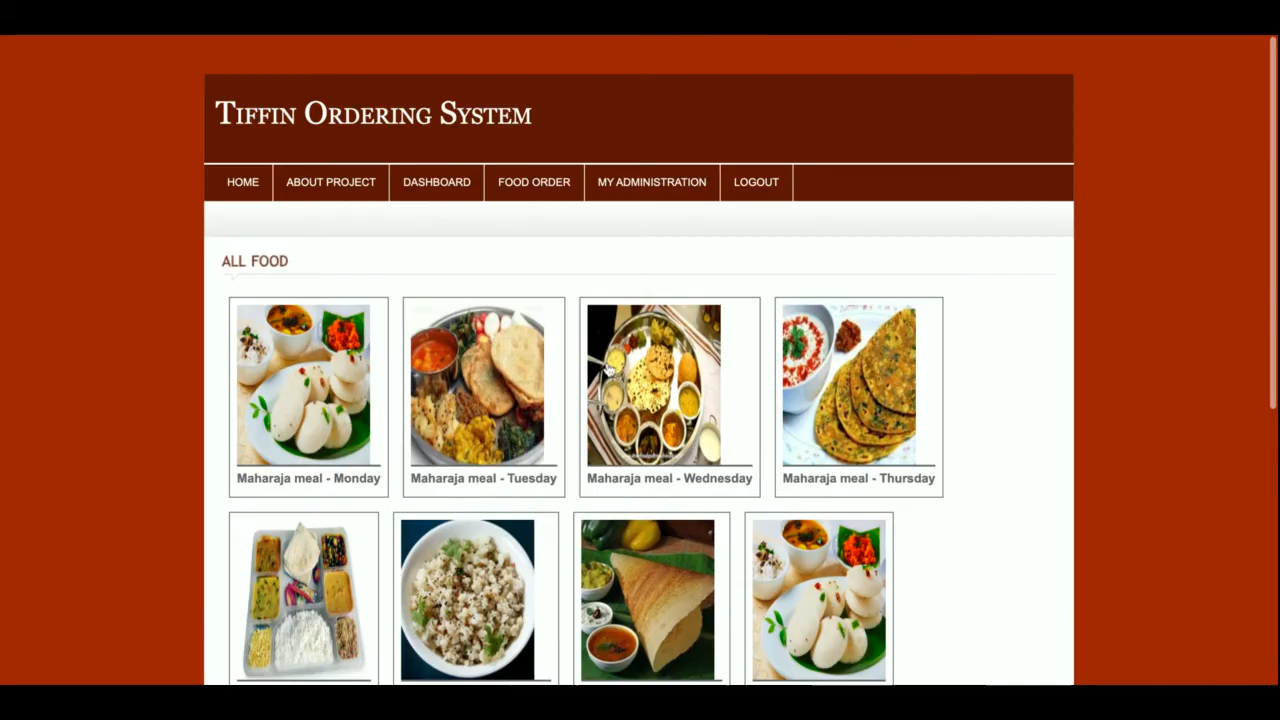 Tiffin Ordering System
HOME ABOUT PROJECT DASHBOARD FOOD ORDER MY ADMINISTRATION LOGOUT
ALL FOOD
Maharaja meal - Monday Maharaja meal - Tuesday Maharaja meal - Wednesday Maharaja meal - Thursday